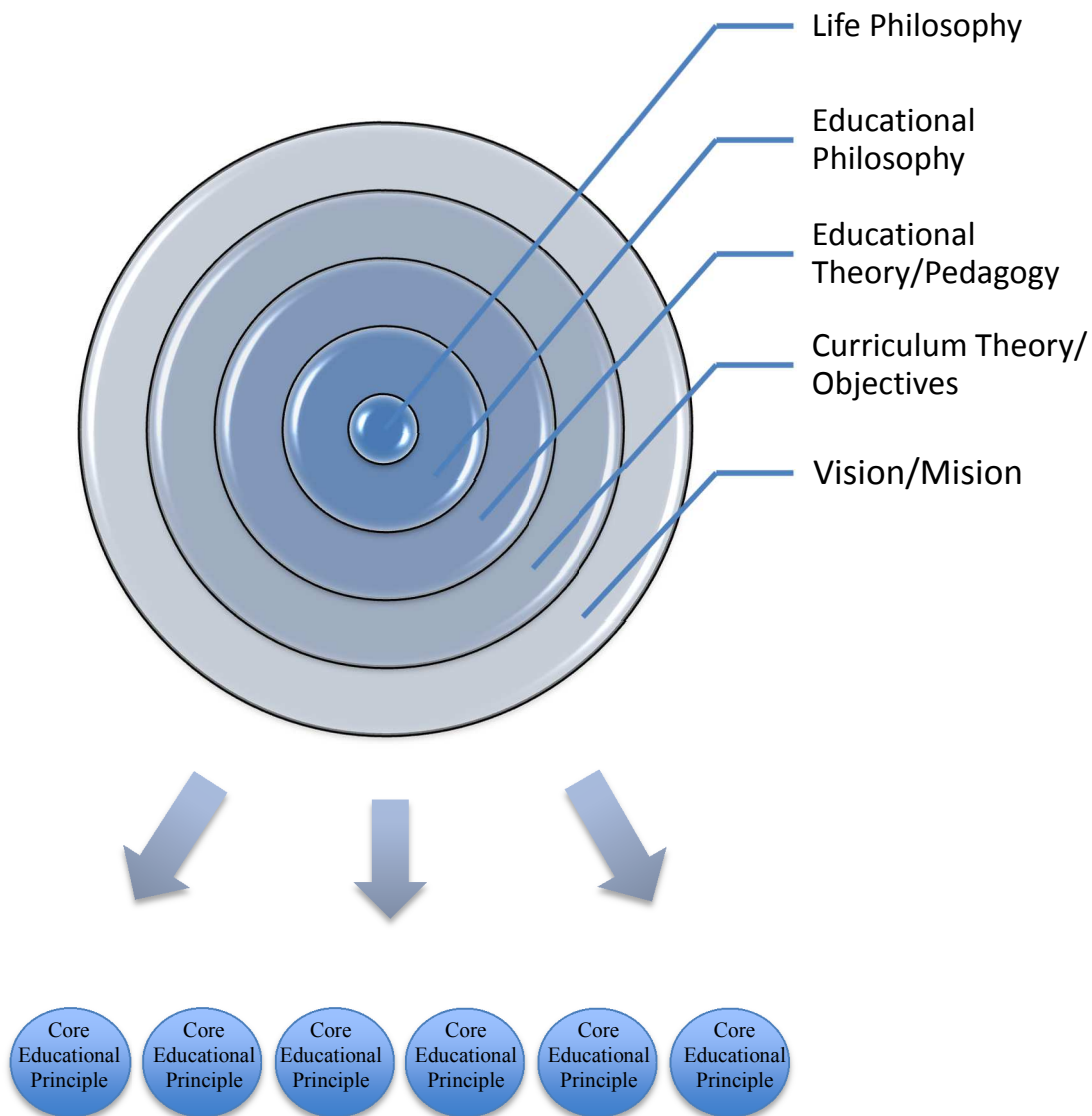 Life Philosophy
Educational
Philosophy
Educational
Theory/Pedagogy
Curriculum Theory/
Objectives
Vision/Mision
Core
Educational
Principle
Core
Educational
Principle
Core
Educational
Principle
Core
Educational
Principle
Core
Educational
Principle
Core
Educational
Principle